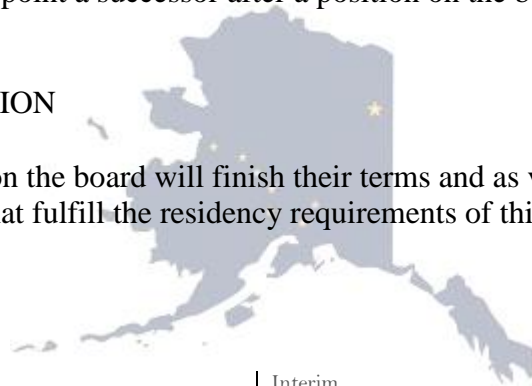 point a successor after a position on the b
ION
on the board will finish their terms and as v
at fulfill the residency requirements of thi
Interim